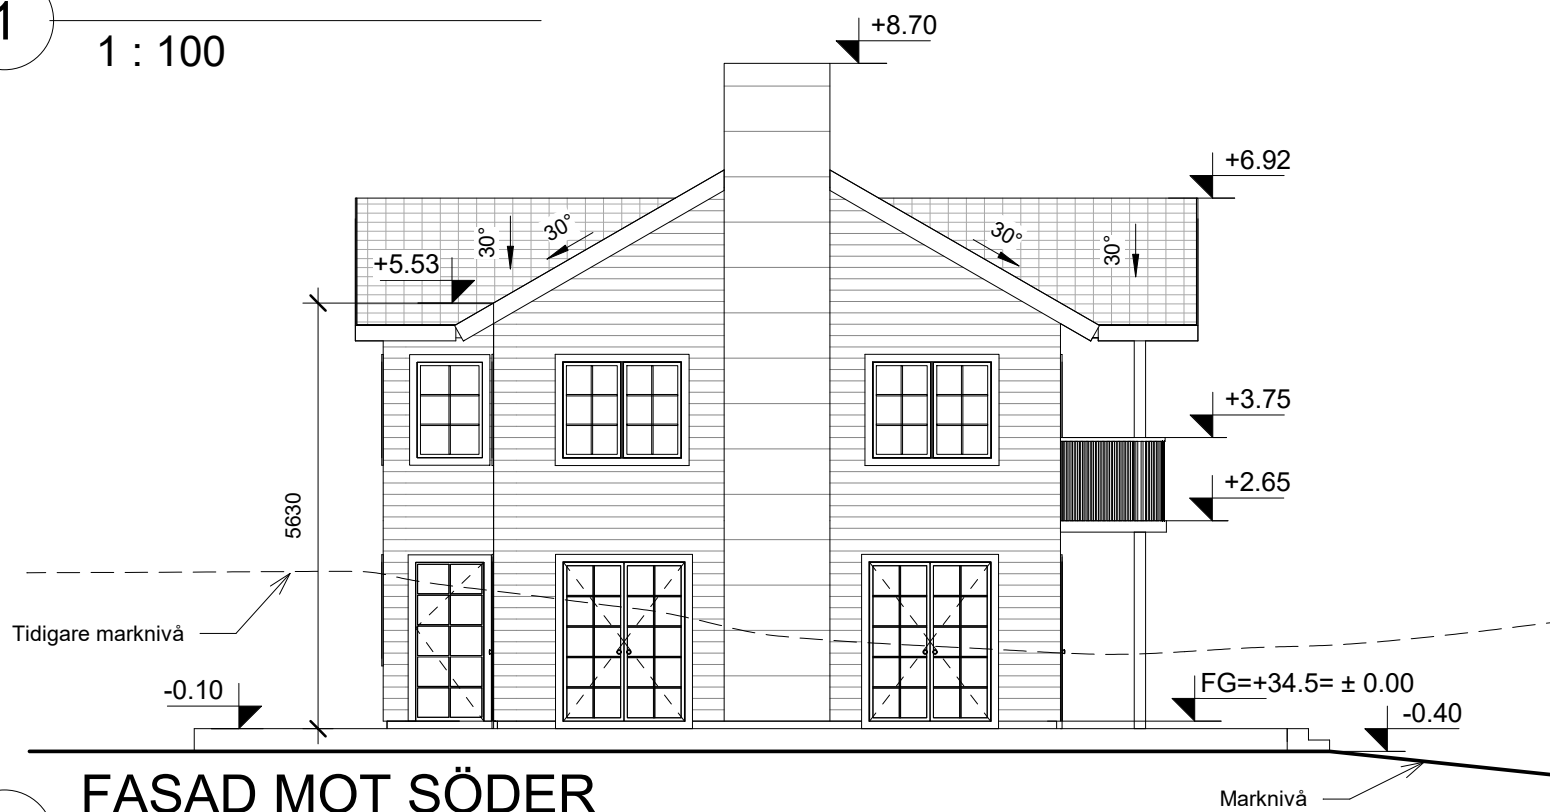 1
1 : 100
+8.70
+6.92
30°
30°
30°
30°
+5.53
+3.75
+2.65
5630
Tidigare marknivå
-0.10
FG=+34.5= ± 0.00
-0.40
FASAD MOT SÖDER
Marknivå